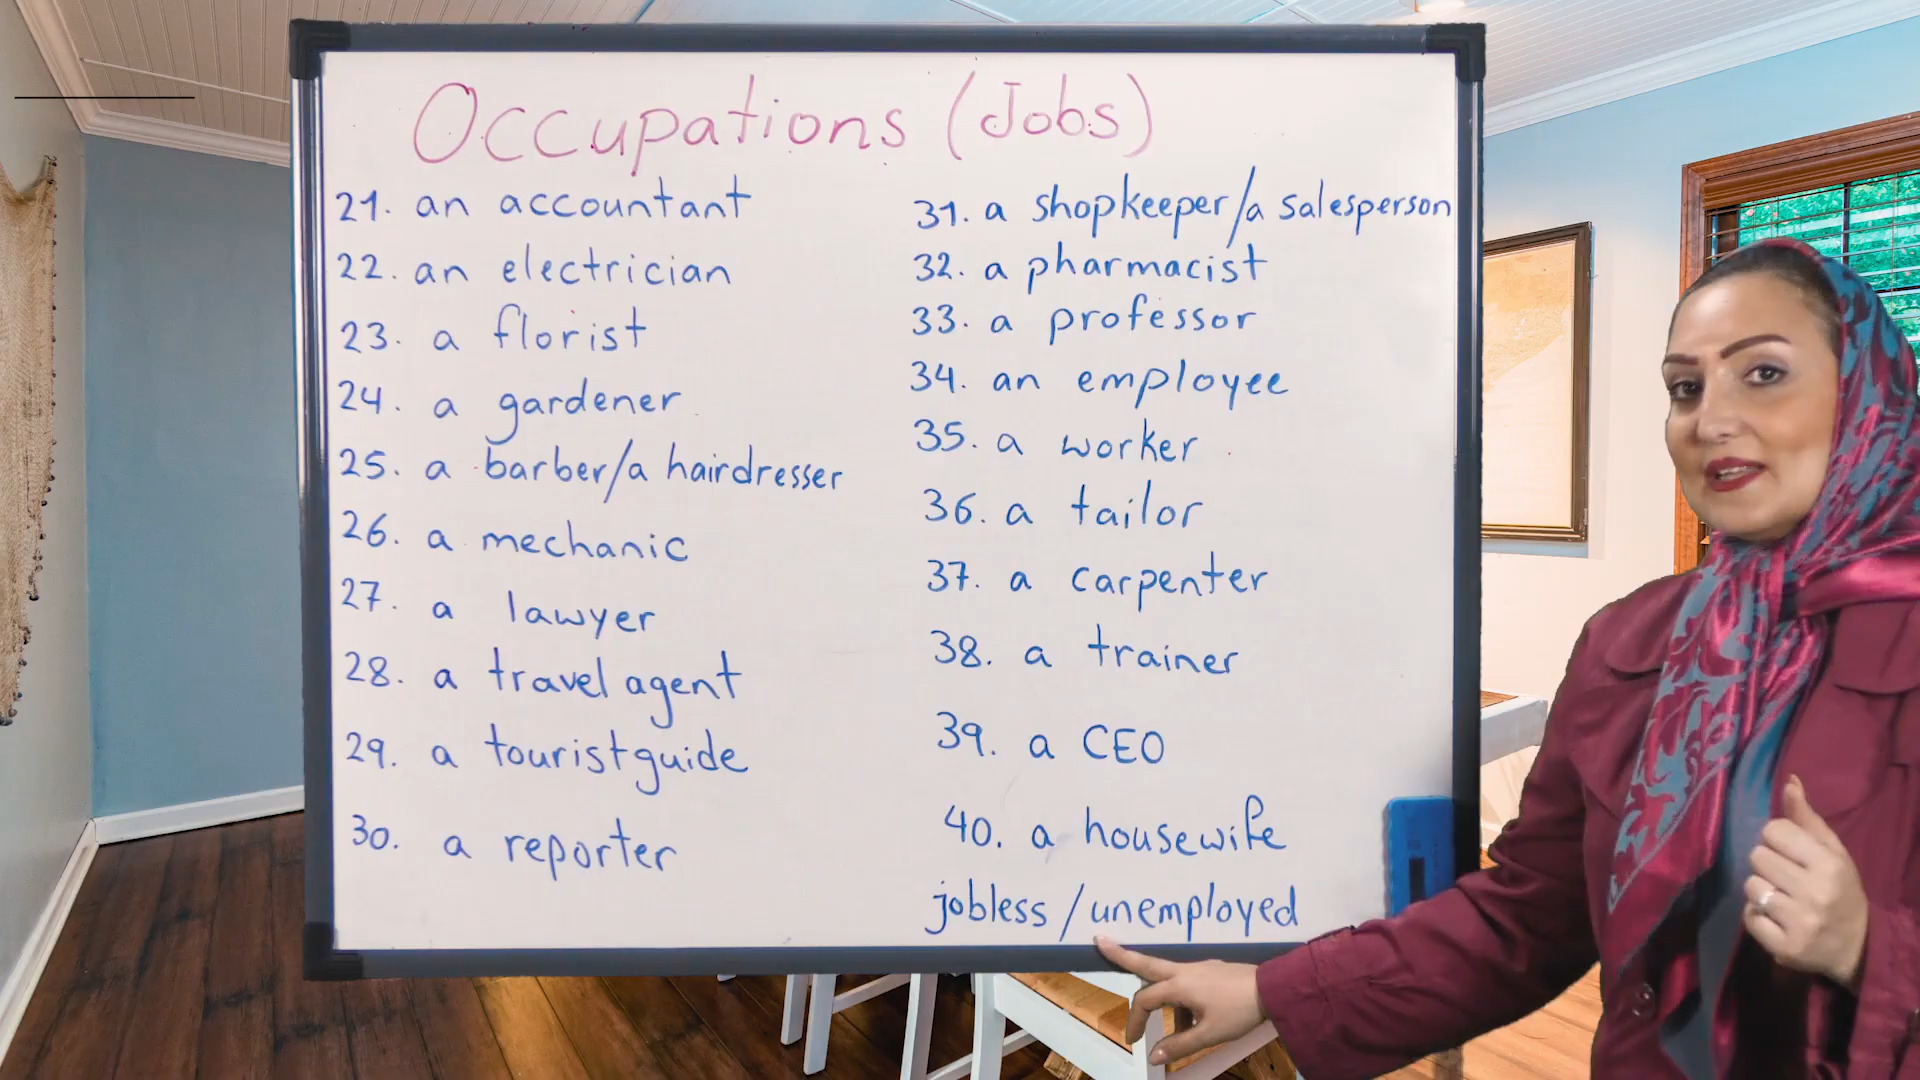 Occupations (Jobs)
21. an accountant
22. an electrician
23. a florist
24. a gardener
25. a barber/a hairdresser
26. a mechanic
27. a lawyer
28. a travel agent
29. a tourist guide
30. a reporter
31. a shopkeeper/a salesperson
32. a pharmacist
33. a professor
34. an employee
35. a worker
36. a tailor
37. a carpenter
38. a trainer
39. a CEO
40. a housewife
jobless/unemployed